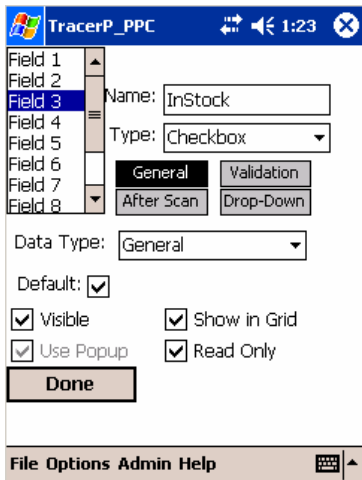 TracerP_PPC 1:23
Field 1
Field 2
Field 3
Field 4
Field 5
Field 6
Field 7
Field 8
Name: InStock
Type: Checkbox
General Validation
After Scan Drop-Down
Data Type: General
Default:
Visible Show in Grid
Use Popup Read Only
Done
File Options Admin Help